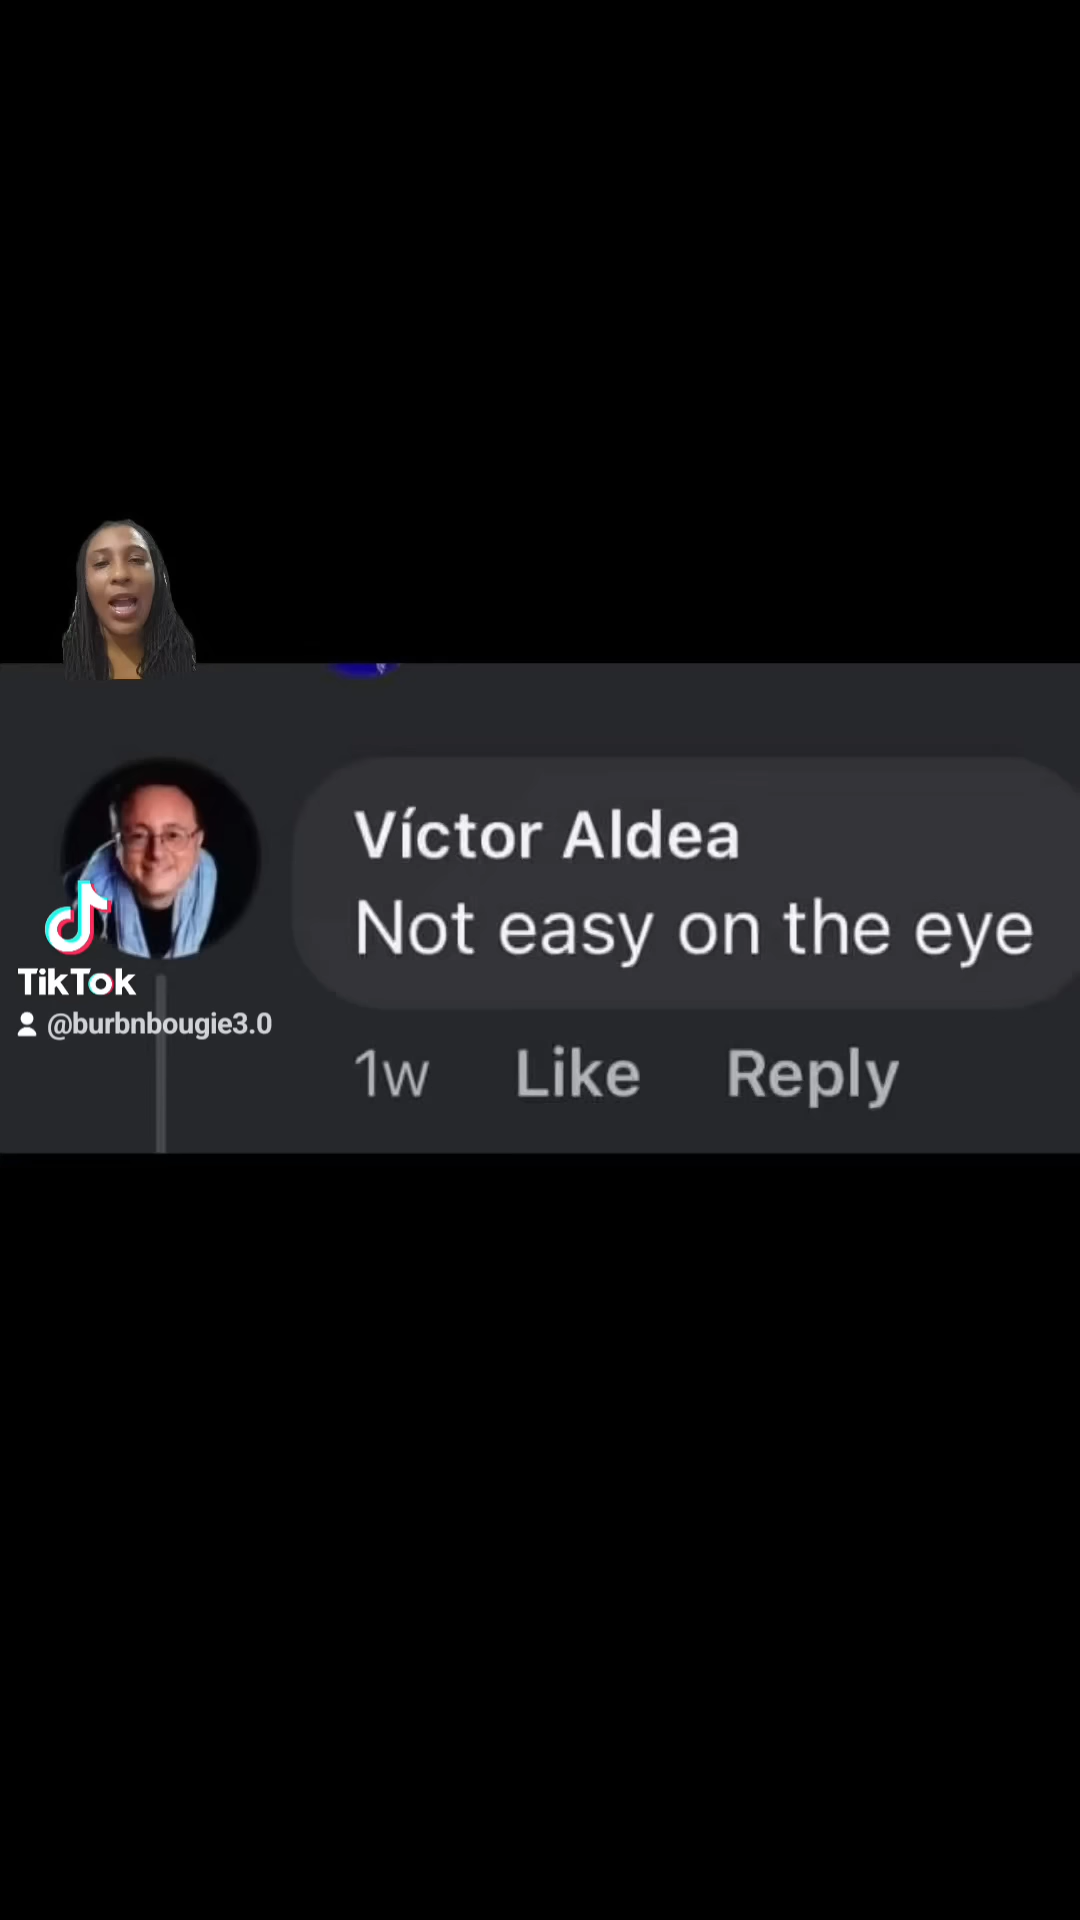 Víctor Aldea
Not easy on the eye
TikTok
@burbnbougie3.0
1w Like Reply